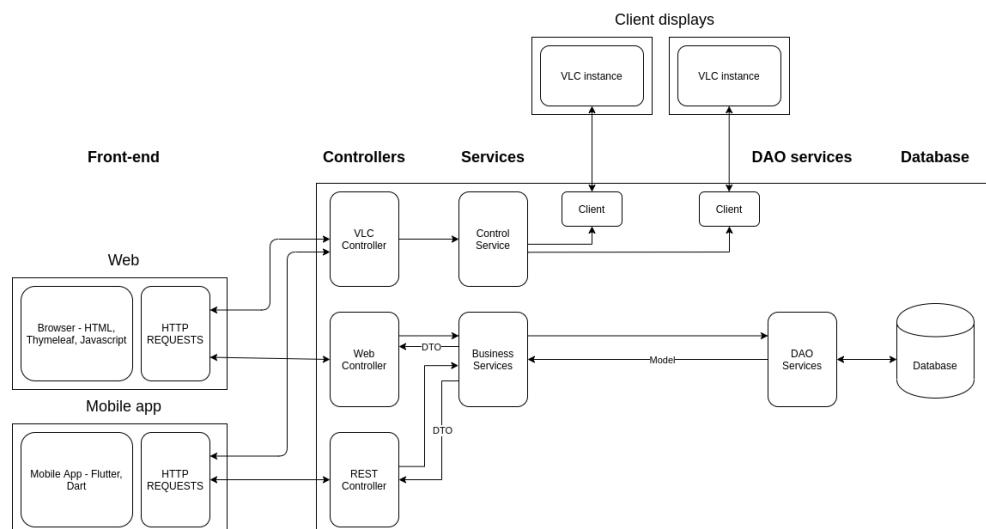 Client displays
VLC instance
VLC instance
Front-end
Controllers
Services
DAO services
Database
Client
Client
VLC
Controller
Control
Service
Web
Browser - HTML,
Thymeleaf, Javascript
HTTP
REQUESTS
Web
Controller
DTO
Business
Services
Model
DAO
Services
Database
Mobile app
Mobile App - Flutter,
Dart
HTTP
REQUESTS
REST
Controller
DTO